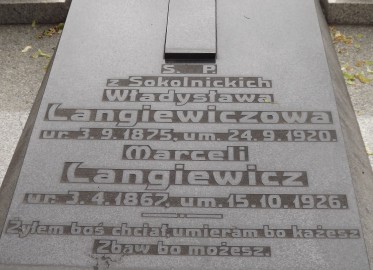 Ś. P.
z Sokolnickich
Władysława
Langiewiczowa
ur. 3. 9. 1875, um. 24. 9. 1920.
Marceli
Langiewicz
ur. 3. 4. 1867, um. 15. 10. 1926.
Żyłem boś chciał, umieram bo każesz
Zbaw bo możesz.